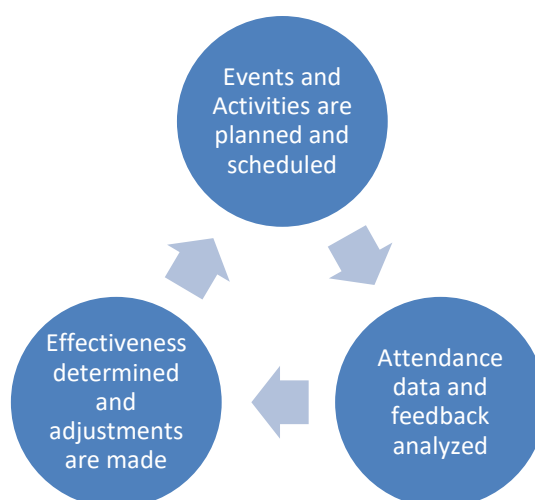 Events and
Activities are
planned and
scheduled
Attendance
data and
feedback
analyzed
Effectiveness
determined
and
adjustments
are made